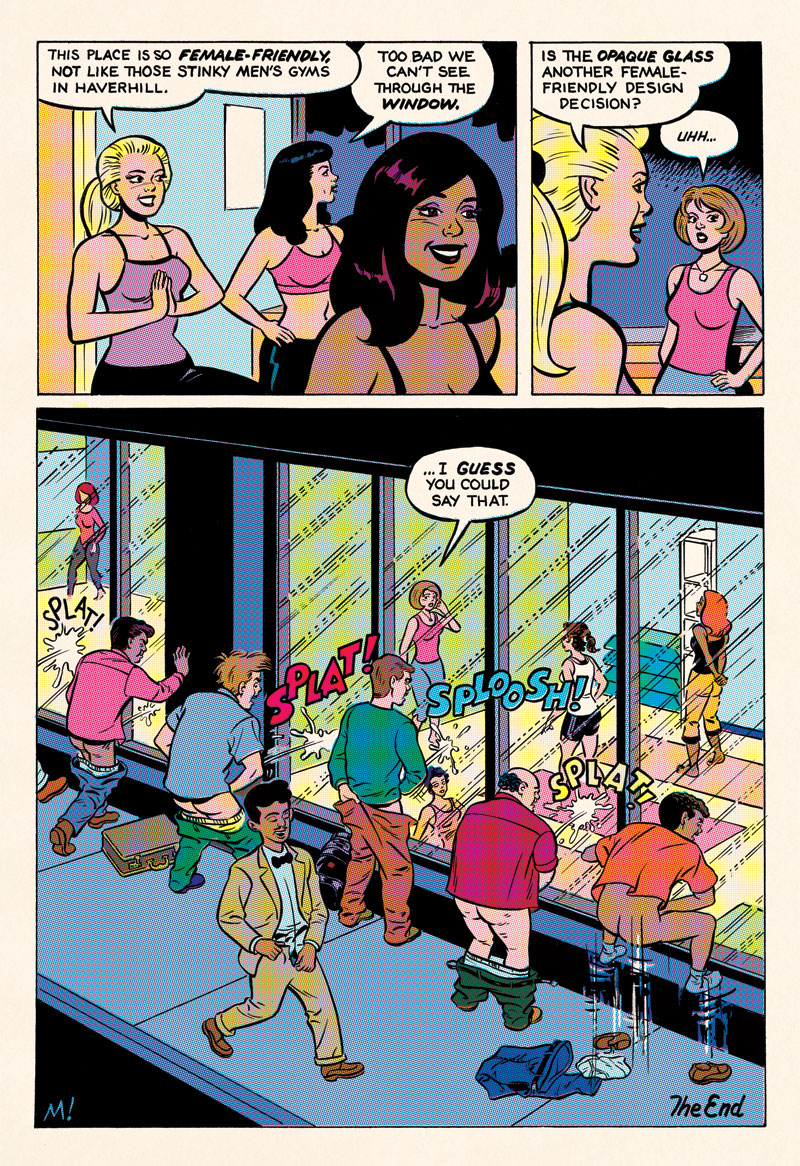 THIS PLACE IS SO FEMALE-FRIENDLY,
NOT LIKE THOSE STINKY MEN'S GYMS
IN HAVERHILL.
TOO BAD WE
CAN'T SEE
THROUGH THE
WINDOW.
IS THE OPAQUE GLASS
ANOTHER FEMALE-
FRIENDLY DESIGN
DECISION?
UHH...
...I GUESS
YOU COULD
SAY THAT.
SPLAT!
SPLAT!
SPLOOSH!
SPLAT!
M!
The End